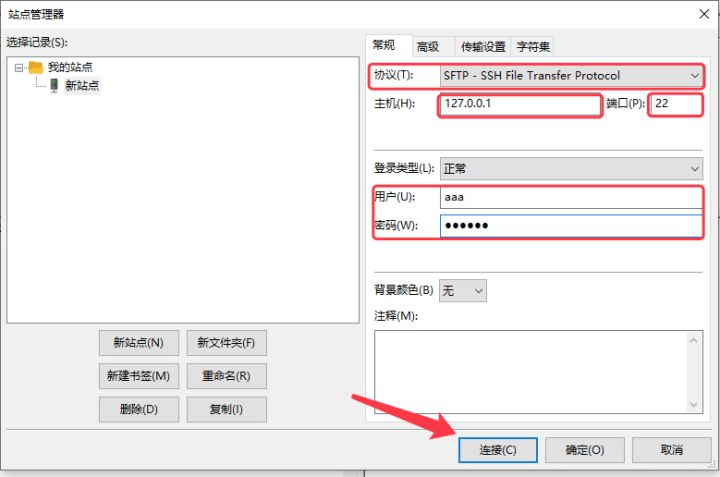 站点管理器
选择记录(S):
我的站点
新站点
新站点(N)
新文件夹(F)
新建书签(M)
重命名(R)
删除(D)
复制(I)
常规
高级
传输设置
字符集
协议(T):
SFTP - SSH File Transfer Protocol
主机(H):
127.0.0.1
端口(P):
22
登录类型(L):
正常
用户(U):
aaa
密码(W):
●●●●●●
背景颜色(B)
无
注释(M):
连接(C)
确定(O)
取消